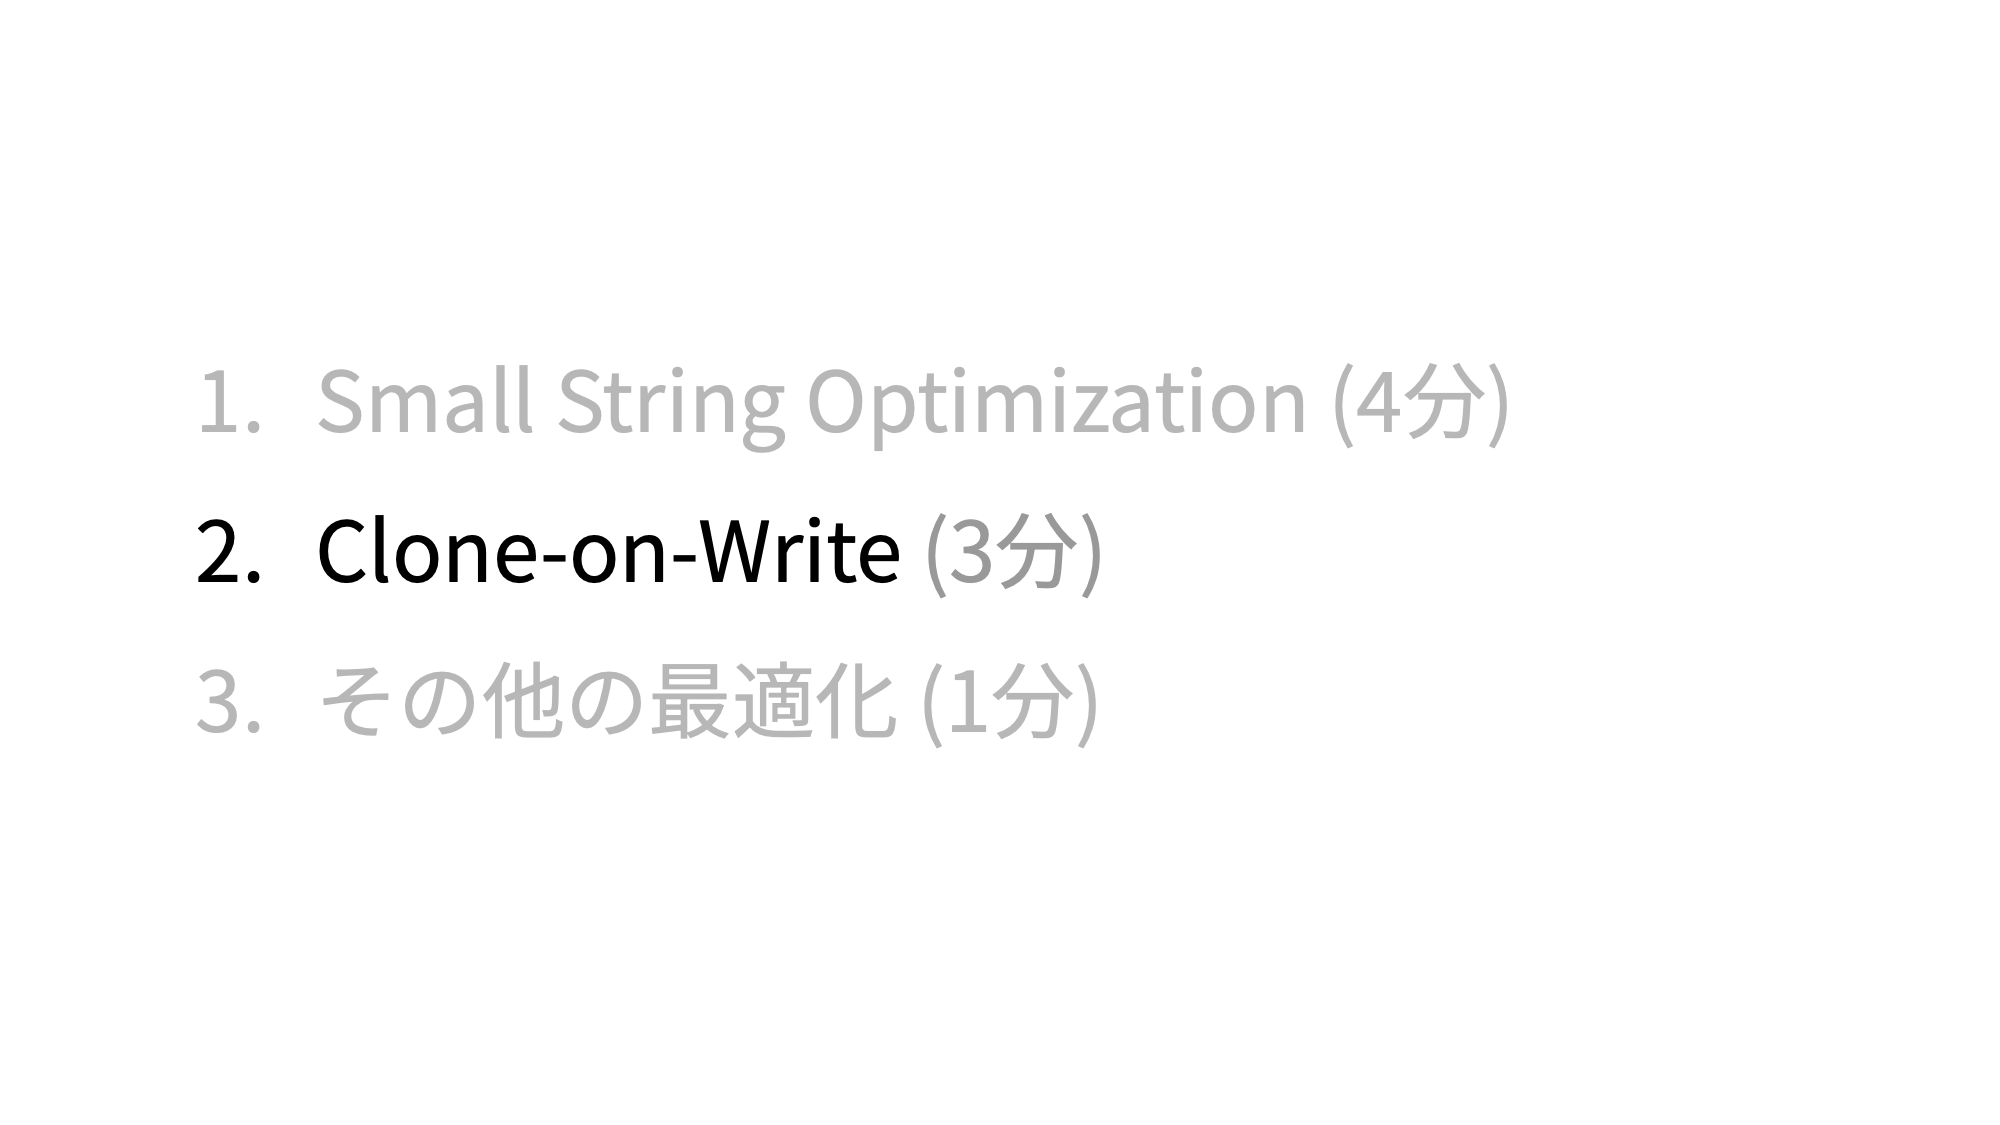 1. Small String Optimization (4分)
2. Clone-on-Write (3分)
3. その他の最適化 (1分)